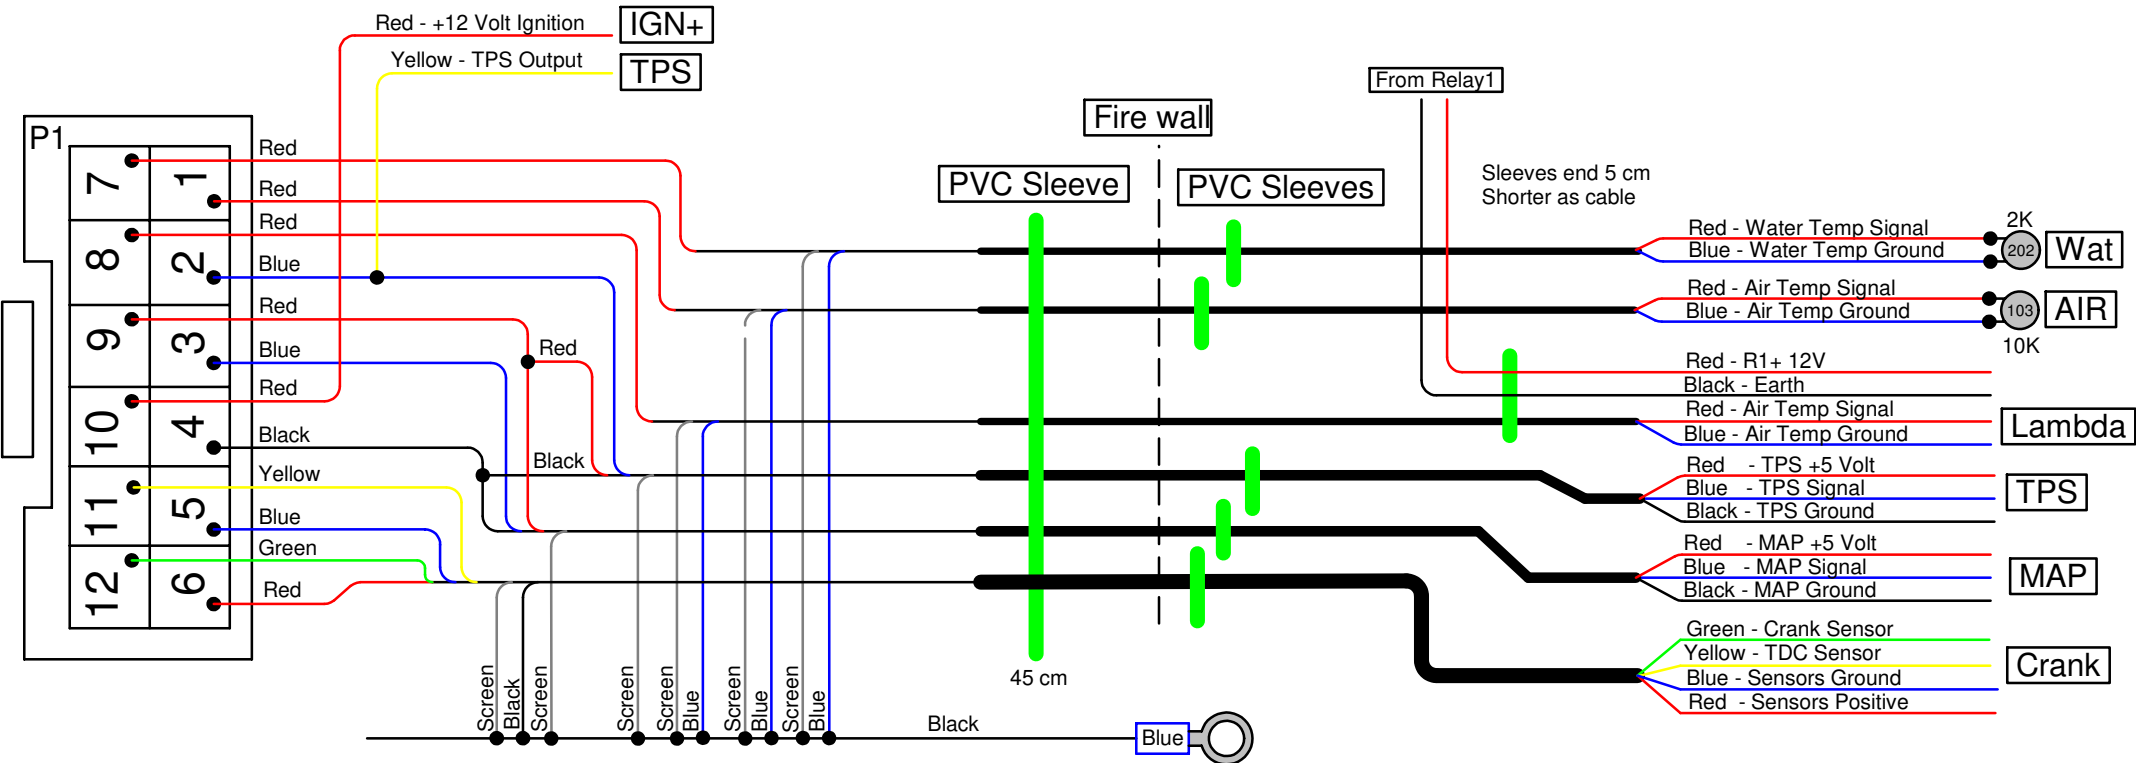 Red - +12 Volt Ignition
IGN+
Yellow - TPS Output
TPS
From Relay1
Fire wall
P1
Red
7
1
Red
Red
8
2
Blue
Red
9
3
Blue
Red
Red
10
4
Black
Black
Yellow
11
5
Blue
Green
12
6
Red
PVC Sleeve
PVC Sleeves
Sleeves end 5 cm
Shorter as cable
Red - Water Temp Signal
Blue - Water Temp Ground
2K
202
Wat
Red - Air Temp Signal
Blue - Air Temp Ground
103
10K
AIR
Red - R1+ 12V
Black - Earth
Red - Air Temp Signal
Blue - Air Temp Ground
Lambda
Red - TPS +5 Volt
Blue - TPS Signal
Black - TPS Ground
TPS
Red - MAP +5 Volt
Blue - MAP Signal
Black - MAP Ground
MAP
Green - Crank Sensor
Yellow - TDC Sensor
Blue - Sensors Ground
Red - Sensors Positive
Crank
45 cm
Screen
Black
Screen
Screen
Screen
Blue
Screen
Blue
Screen
Blue
Black
Blue